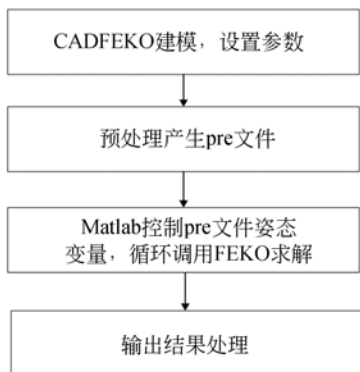 CADFEKO建模，设置参数
预处理产生pre文件
Matlab控制pre文件姿态
变量，循环调用FEKO求解
输出结果处理